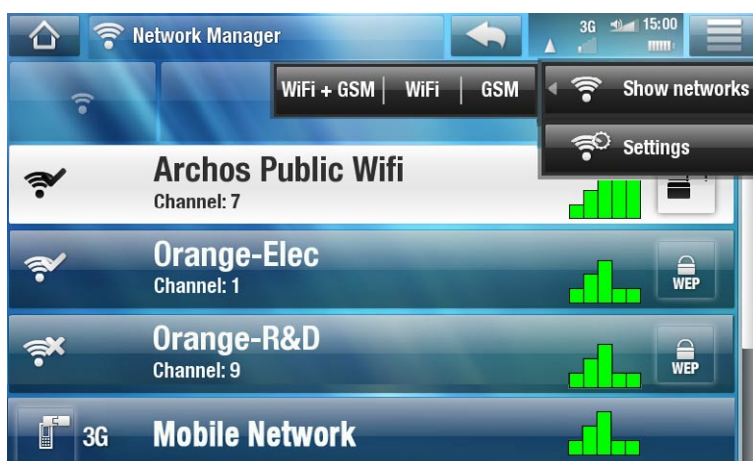 Network Manager
3G 15:00
WiFi + GSM | WiFi | GSM
Show networks
Settings
Archos Public Wifi
Channel: 7
Orange-Elec
Channel: 1
WEP
Orange-R&D
Channel: 9
WEP
3G Mobile Network